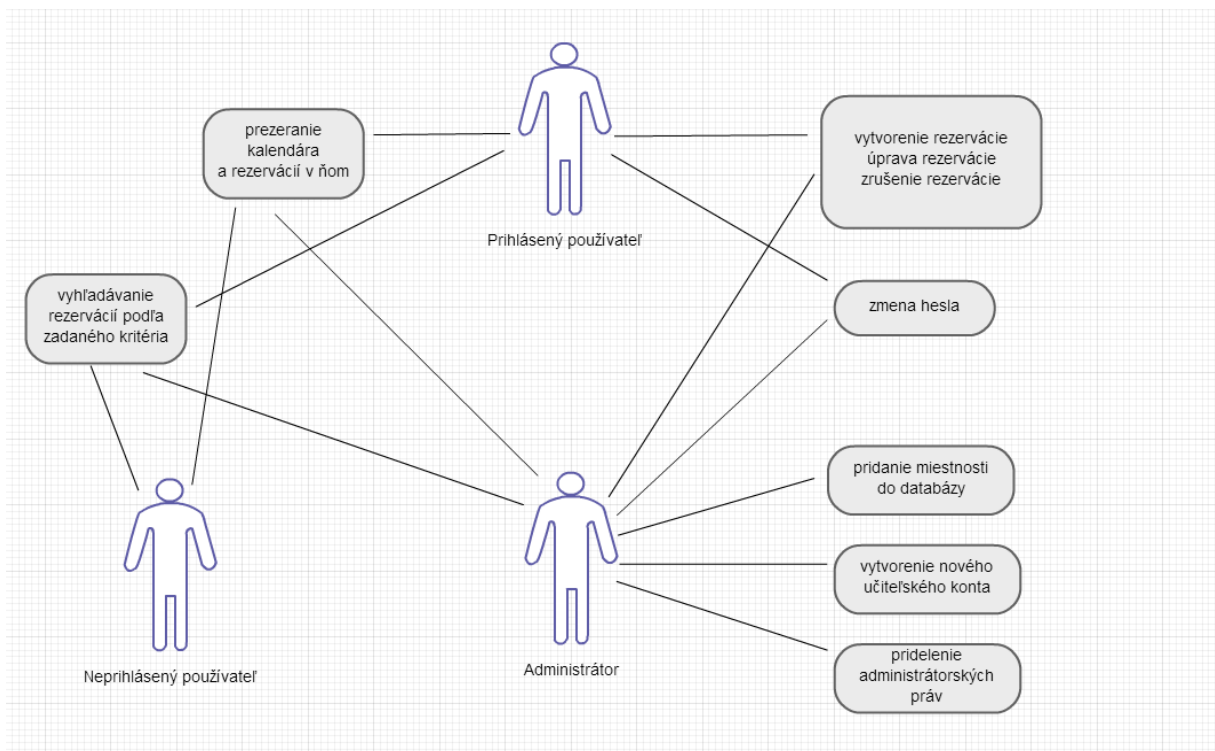 prezeranie
kalendára
a rezervácií v ňom
vytvorenie rezervácie
úprava rezervácie
zrušenie rezervácie
Prihlásený používateľ
vyhľadávanie
rezervácií podľa
zadaného kritéria
zmena hesla
pridanie miestnosti
do databázy
vytvorenie nového
učiteľského konta
pridelenie
administrátorských
práv
Neprihlásený používateľ
Administrátor